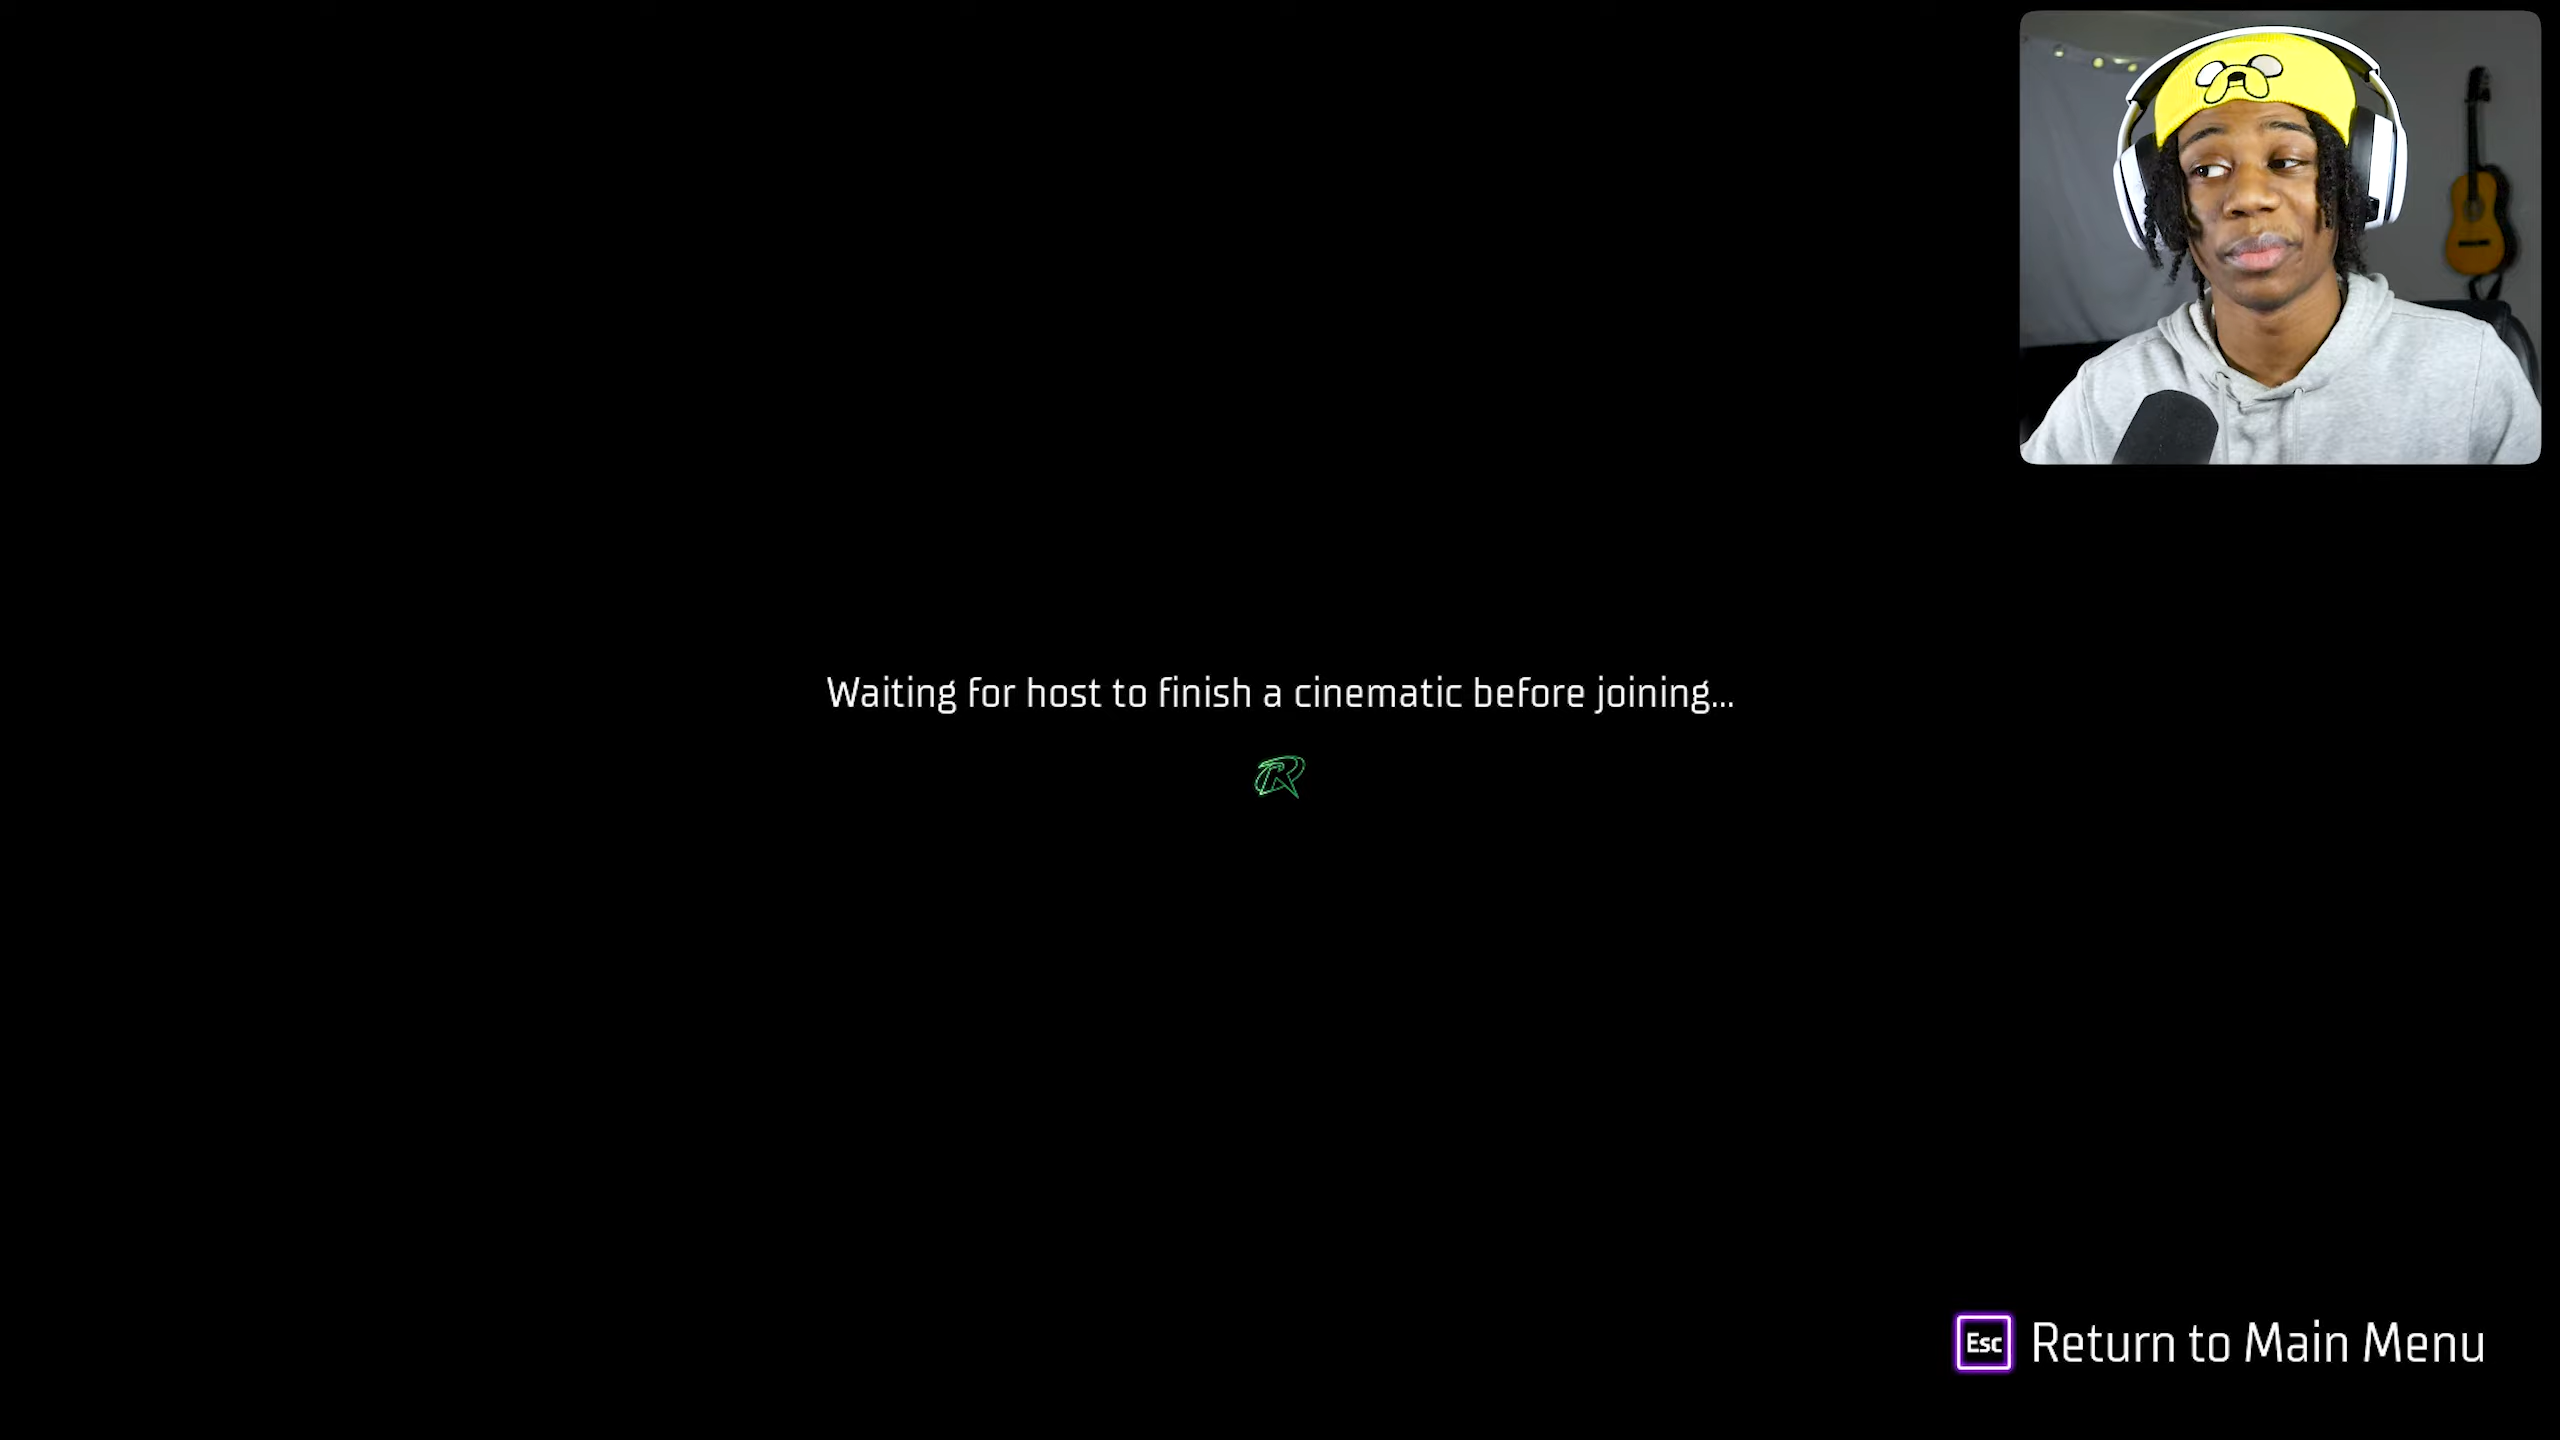 Waiting for host to finish a cinematic before joining...
R
Esc Return to Main Menu